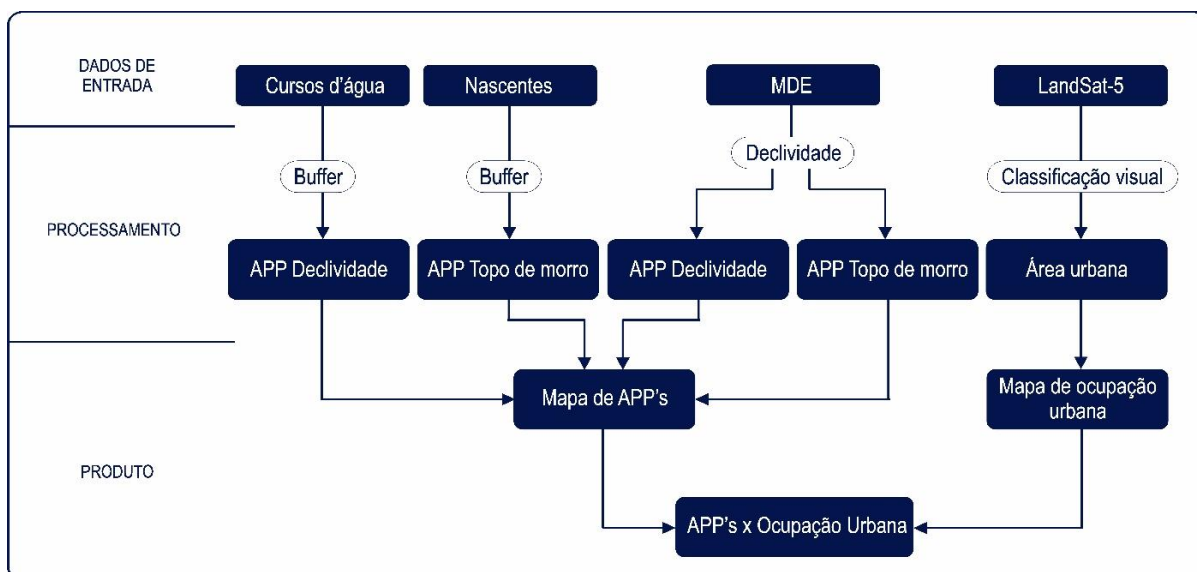 DADOS DE
ENTRADA
Cursos d'água
Nascentes
MDE
LandSat-5
PROCESSAMENTO
Buffer
Buffer
Declividade
Classificação visual
APP Declividade
APP Topo de morro
APP Declividade
APP Topo de morro
Área urbana
PRODUTO
Mapa de APP's
Mapa de ocupação
urbana
APP's x Ocupação Urbana